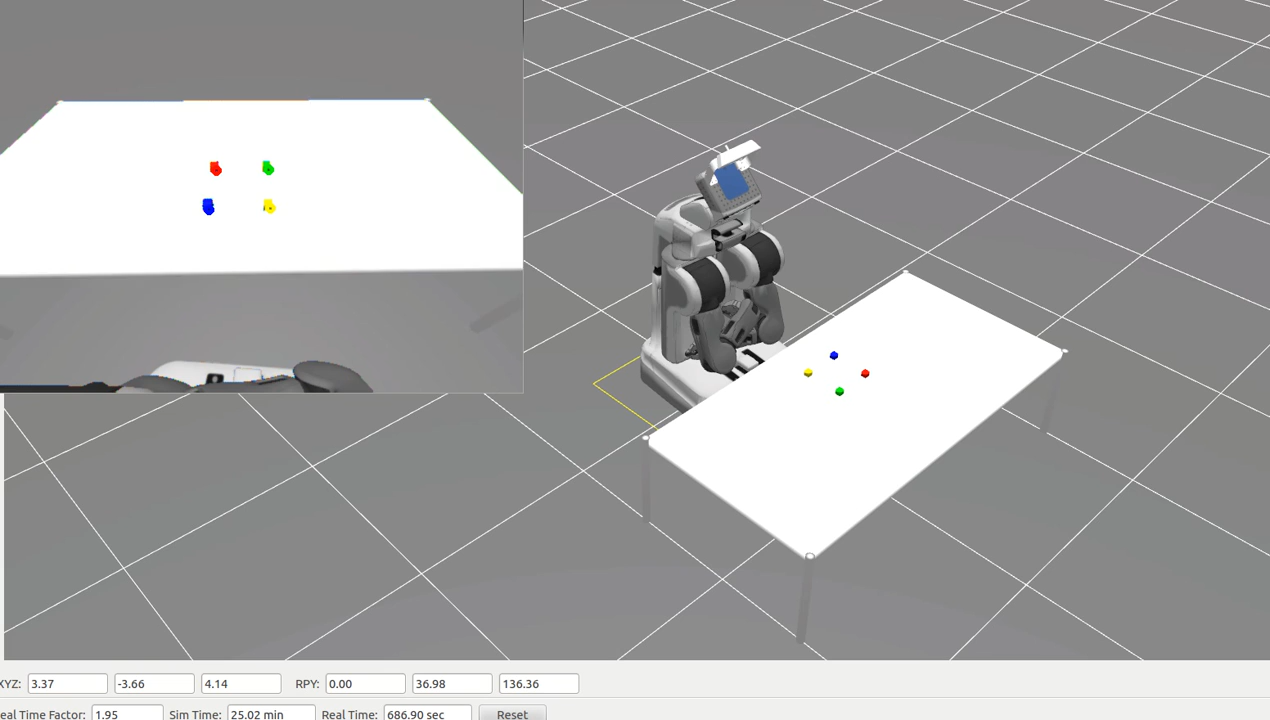 XYZ: 3.37 -3.66 4.14 RPY: 0.00 36.98 136.36
eal Time Factor: 1.95 Sim Time: 25.02 min Real Time: 686.90 sec Reset